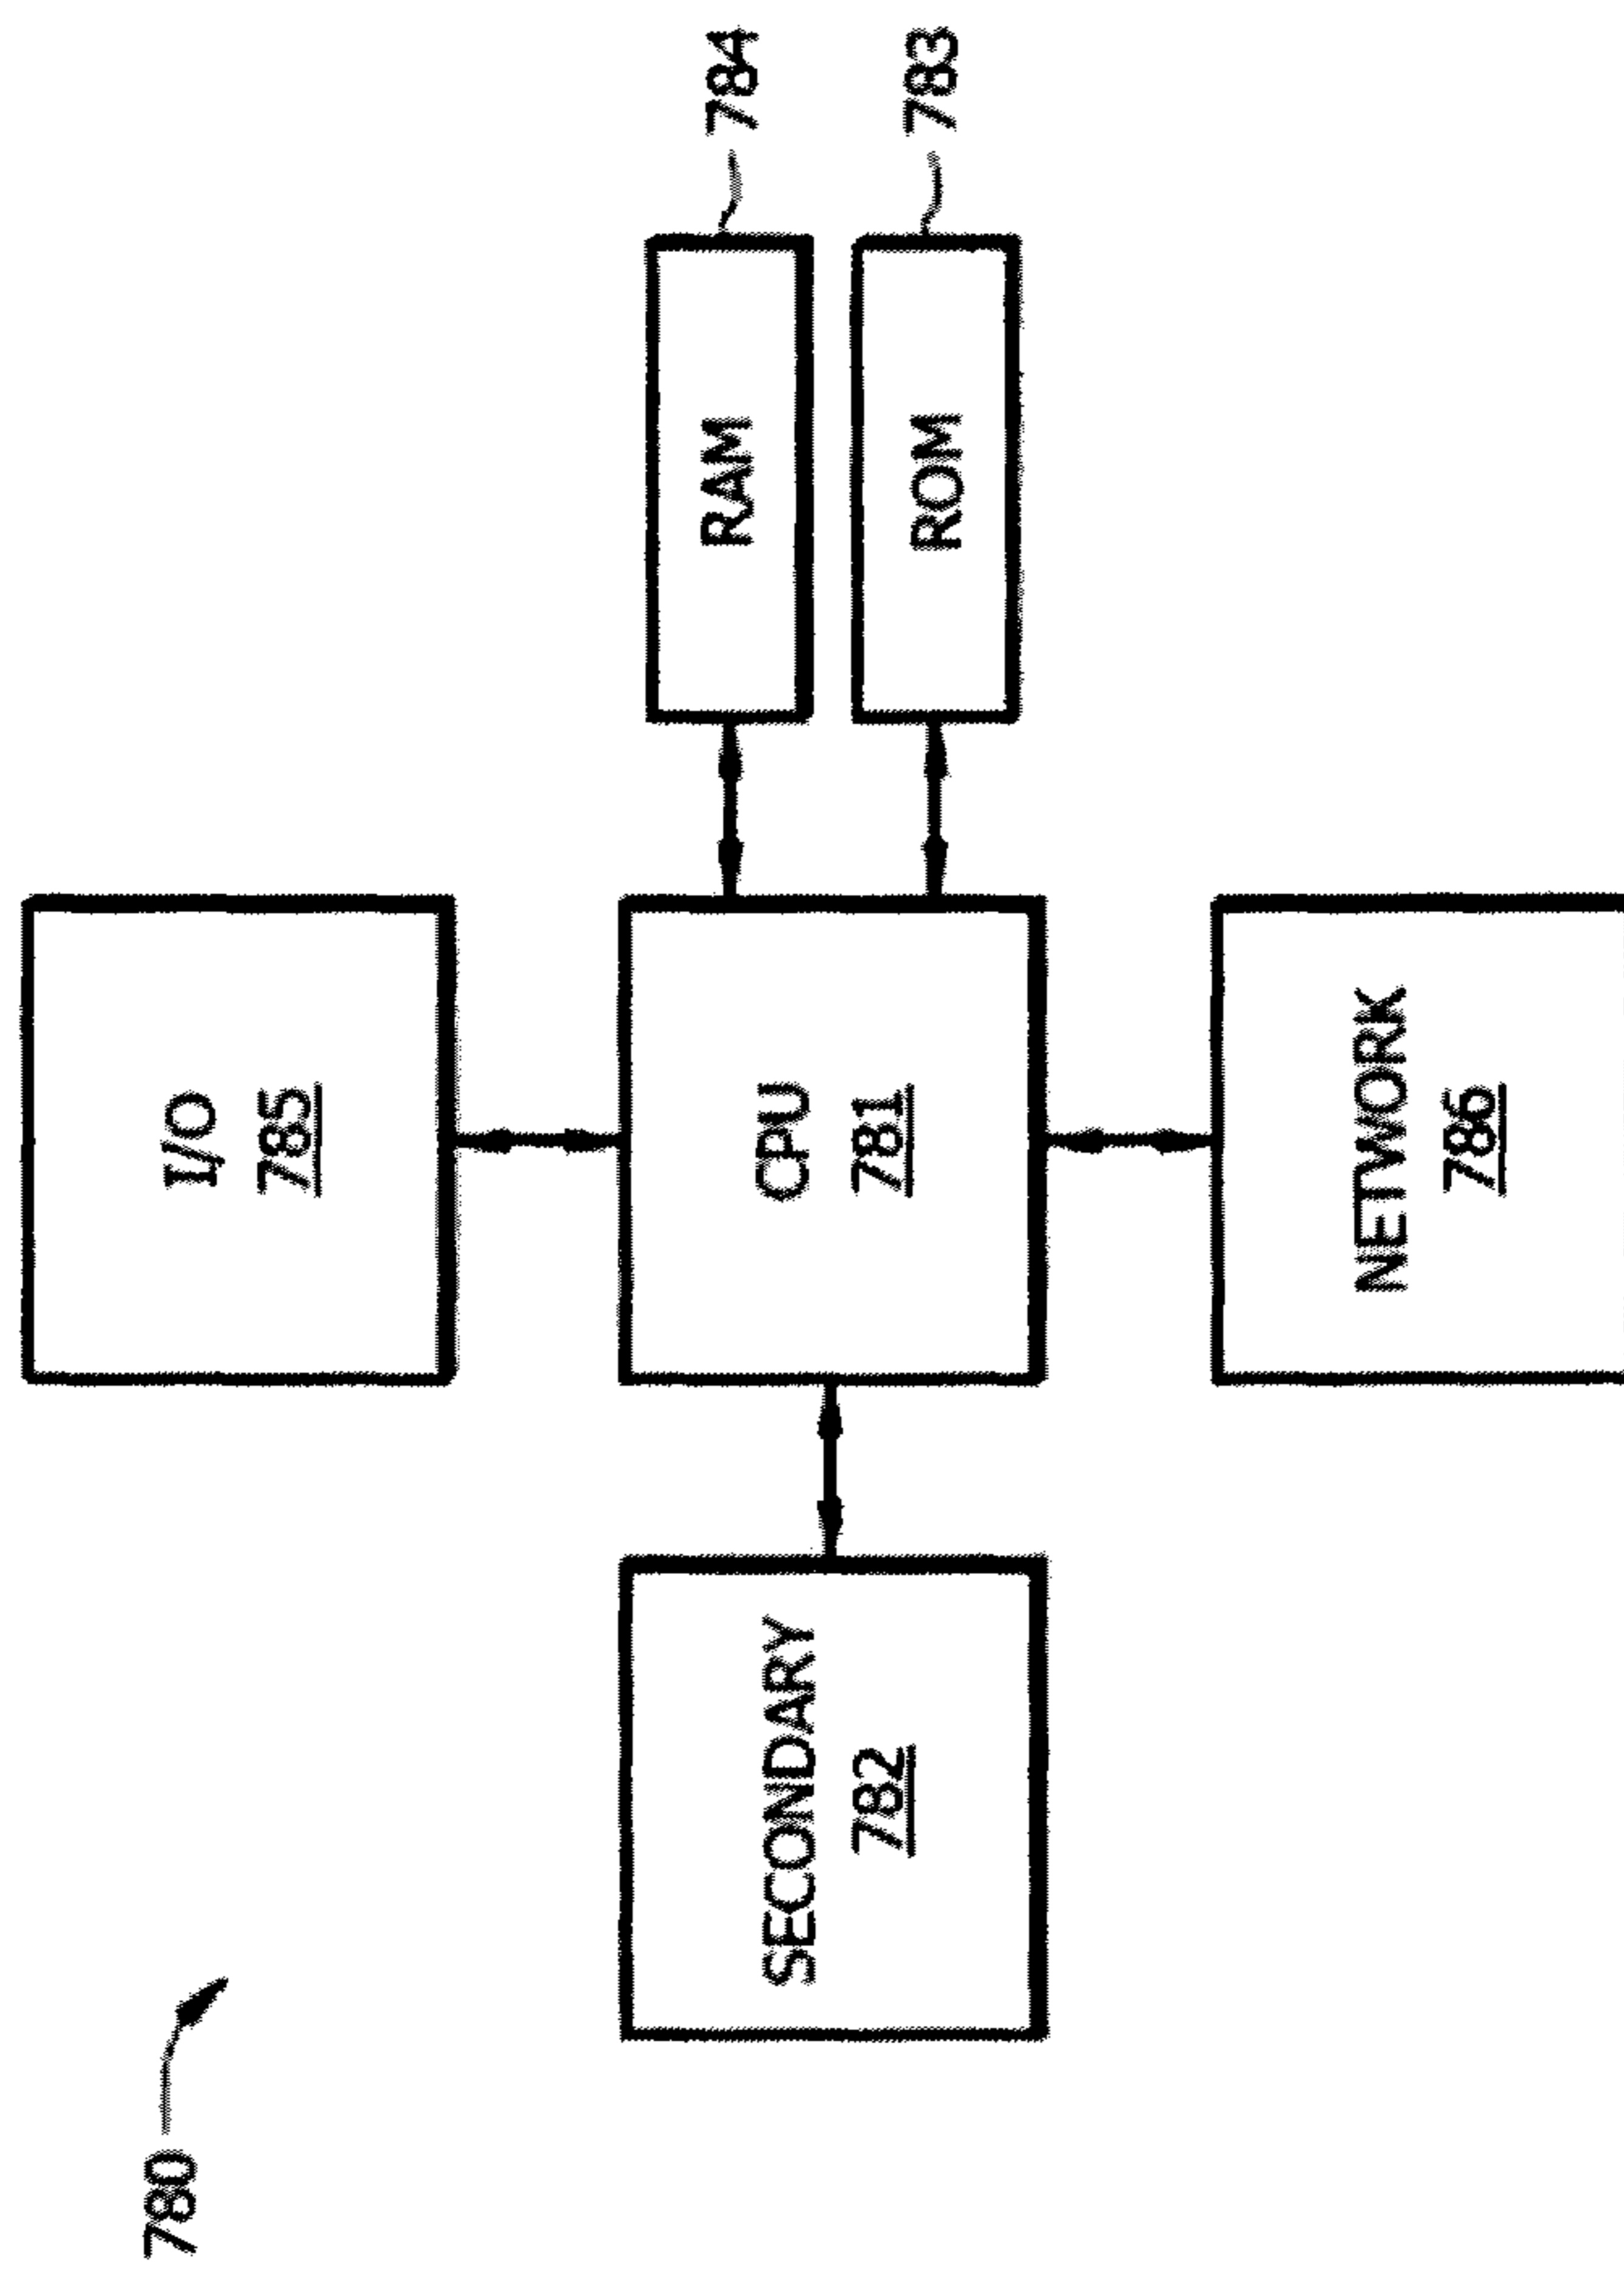 780
I/O
785
SECONDARY
782
CPU
781
RAM
784
ROM
783
NETWORK
786